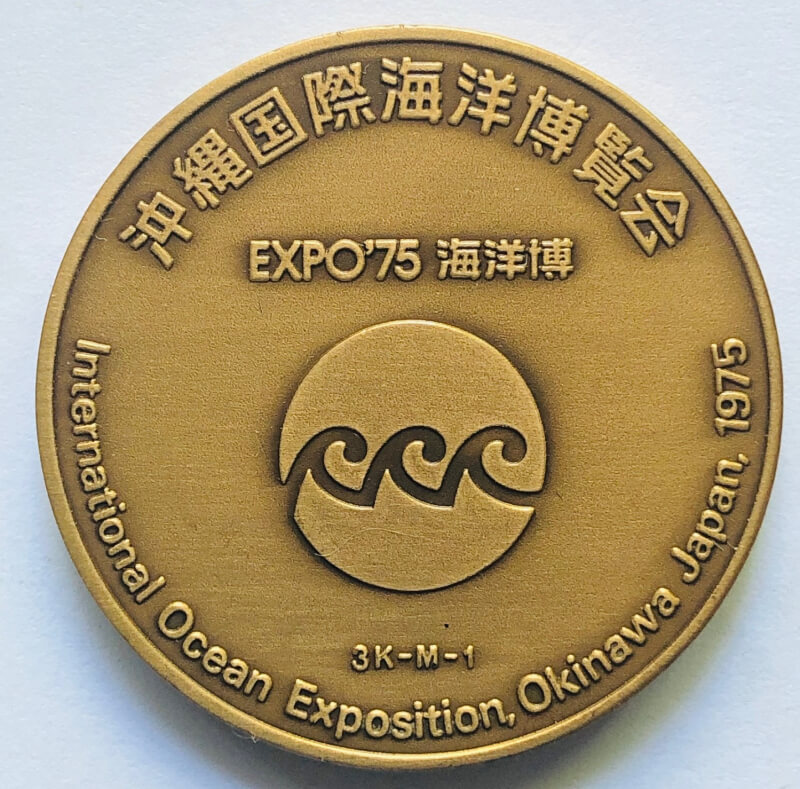 沖縄国際海洋博覧会
EXPO'75 海洋博
3K-M-1
International Ocean Exposition, Okinawa Japan, 1975